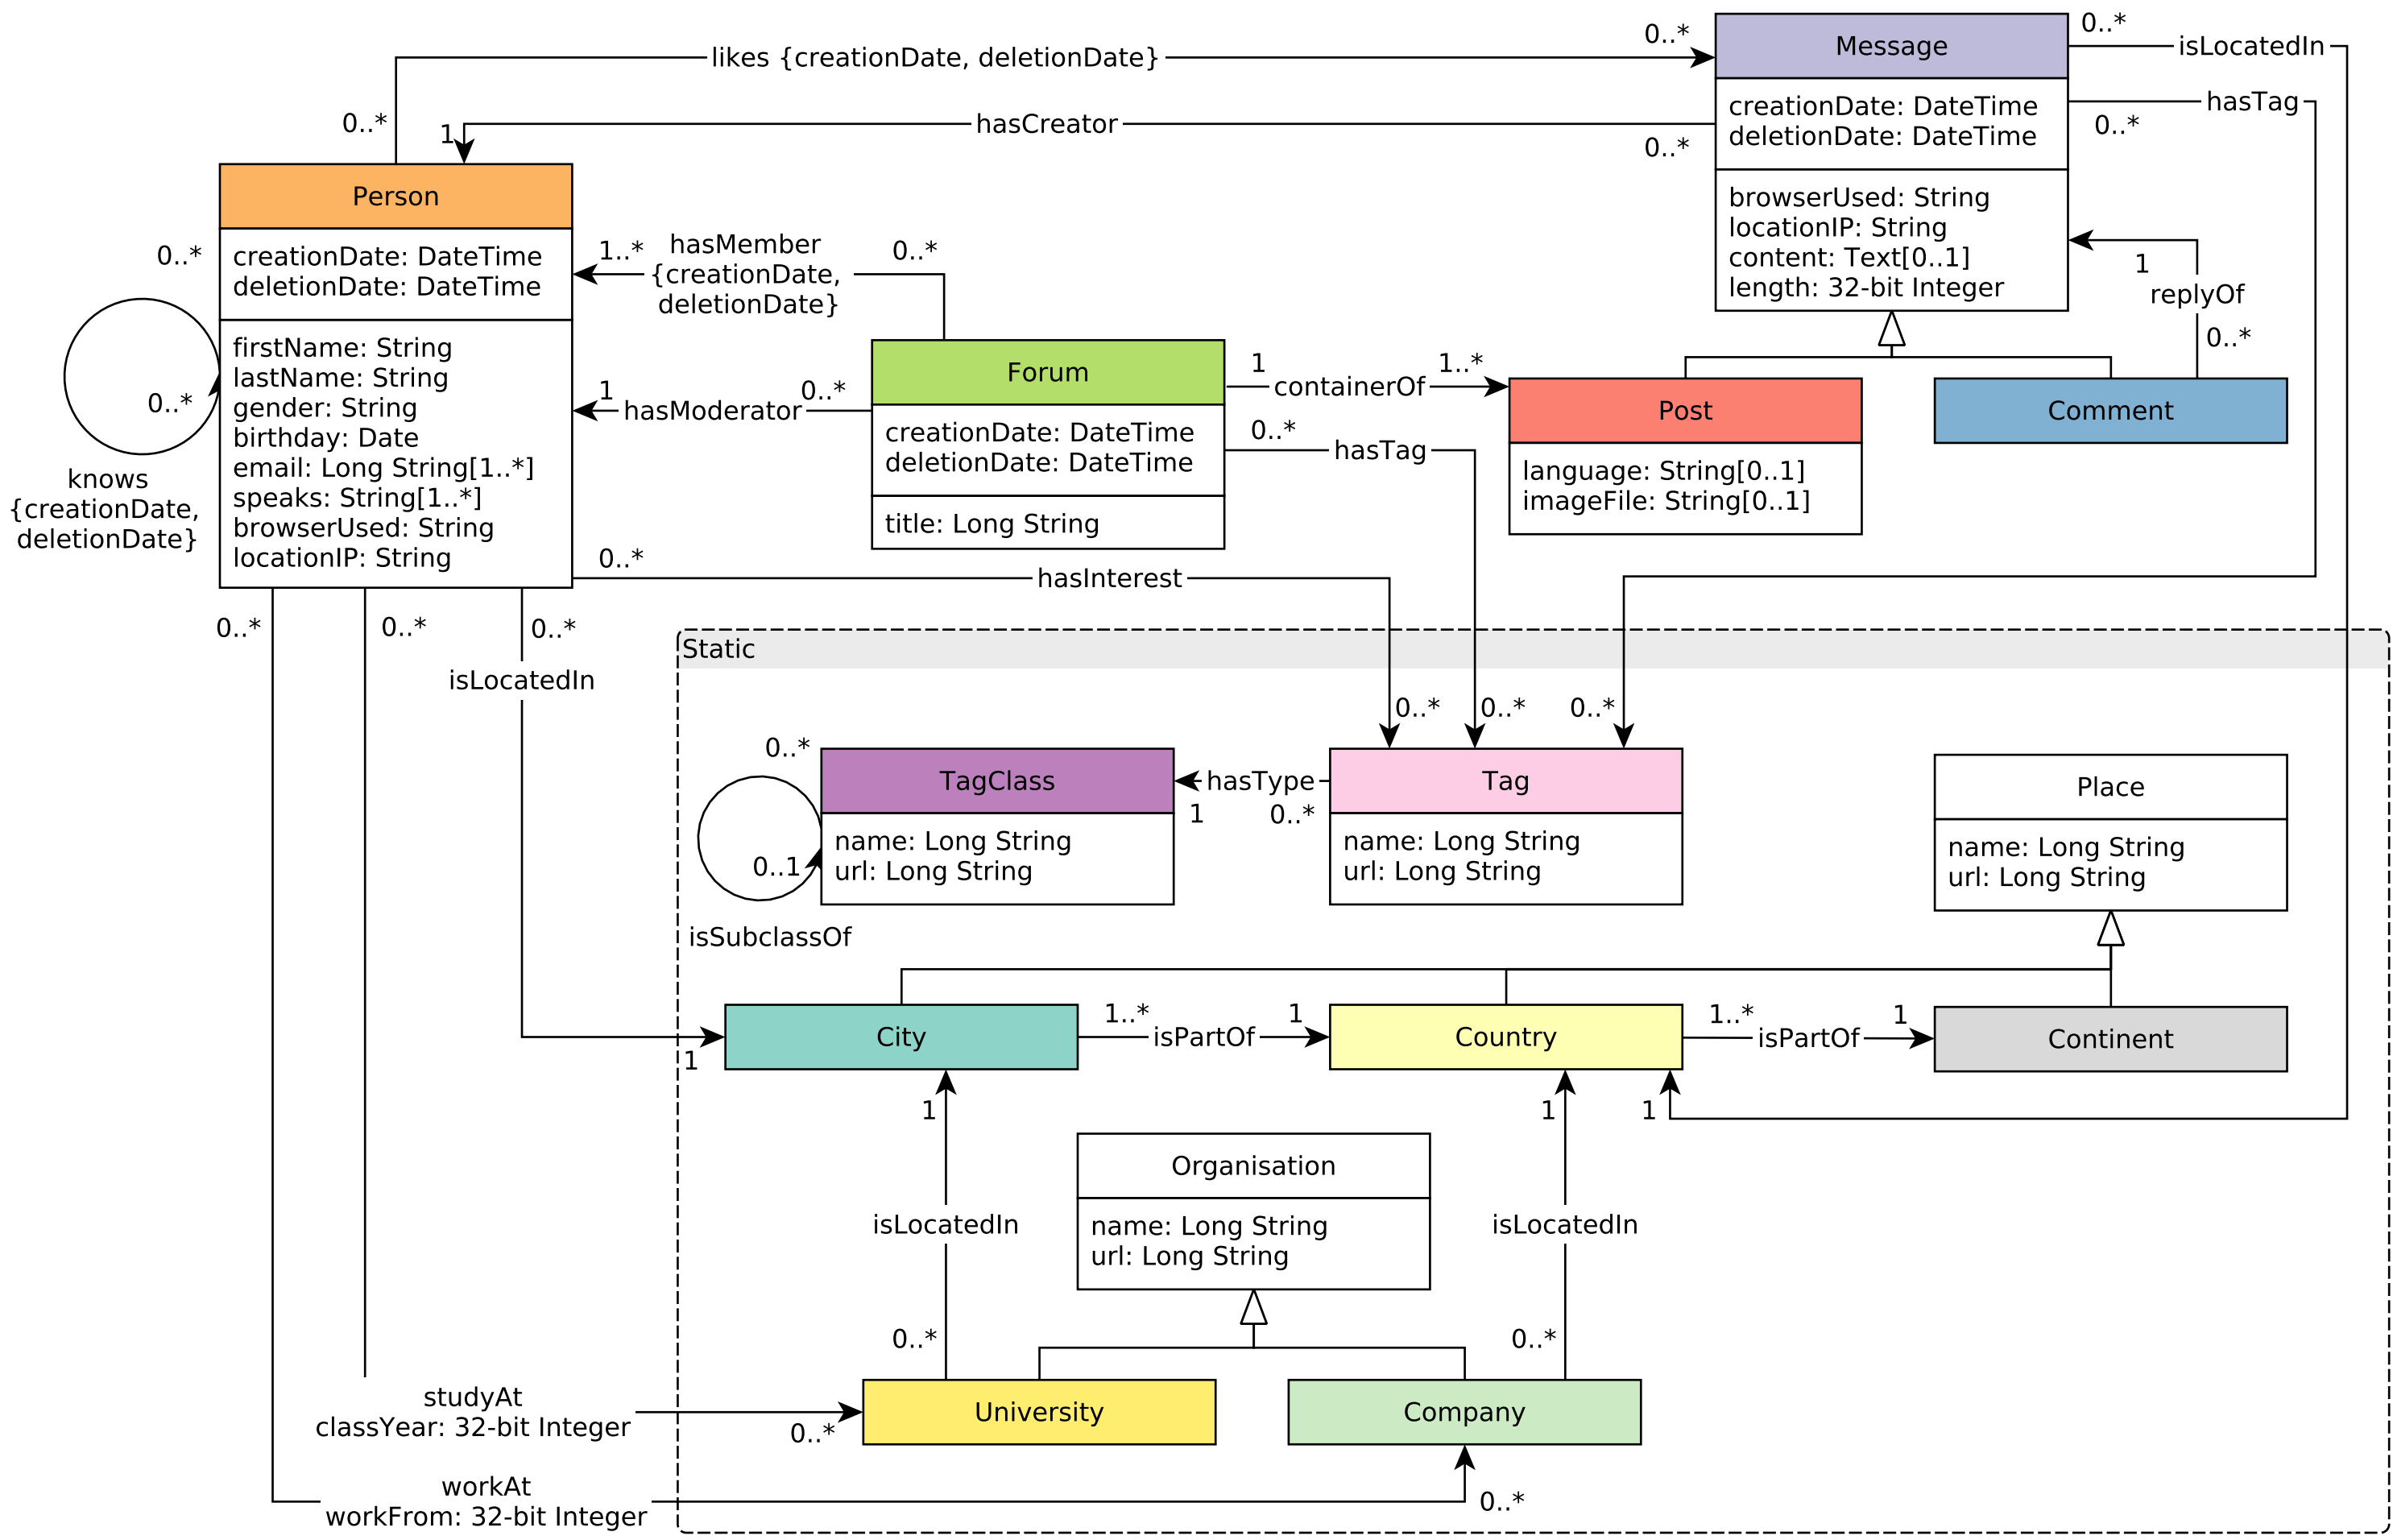 likes {creationDate, deletionDate}
0..*
0..*
Message
0..*
isLocatedIn
hasTag
0..*
creationDate: DateTime
deletionDate: DateTime
browserUsed: String
locationIP: String
content: Text[0..1]
length: 32-bit Integer
hasCreator
1
0..*
Person
creationDate: DateTime
deletionDate: DateTime
firstName: String
lastName: String
gender: String
birthday: Date
email: Long String[1..*]
speaks: String[1..*]
browserUsed: String
locationIP: String
0..*
0..*
knows
{creationDate,
deletionDate}
1..*
hasMember
{creationDate,
deletionDate}
0..*
1
hasModerator
0..*
Forum
creationDate: DateTime
deletionDate: DateTime
title: Long String
1
containerOf
1..*
0..*
hasTag
Post
language: String[0..1]
imageFile: String[0..1]
1
replyOf
0..*
Comment
0..*
hasInterest
0..*
0..*
0..*
isLocatedIn
Static
0..*
0..*
0..*
0..*
0..1
isSubclassOf
TagClass
name: Long String
url: Long String
hasType
1
0..*
Tag
name: Long String
url: Long String
Place
name: Long String
url: Long String
1
City
1..*
isPartOf
1
Country
1..*
isPartOf
1
Continent
1
1
1
Organisation
name: Long String
url: Long String
isLocatedIn
isLocatedIn
0..*
0..*
studyAt
classYear: 32-bit Integer
0..*
University
Company
workAt
workFrom: 32-bit Integer
0..*